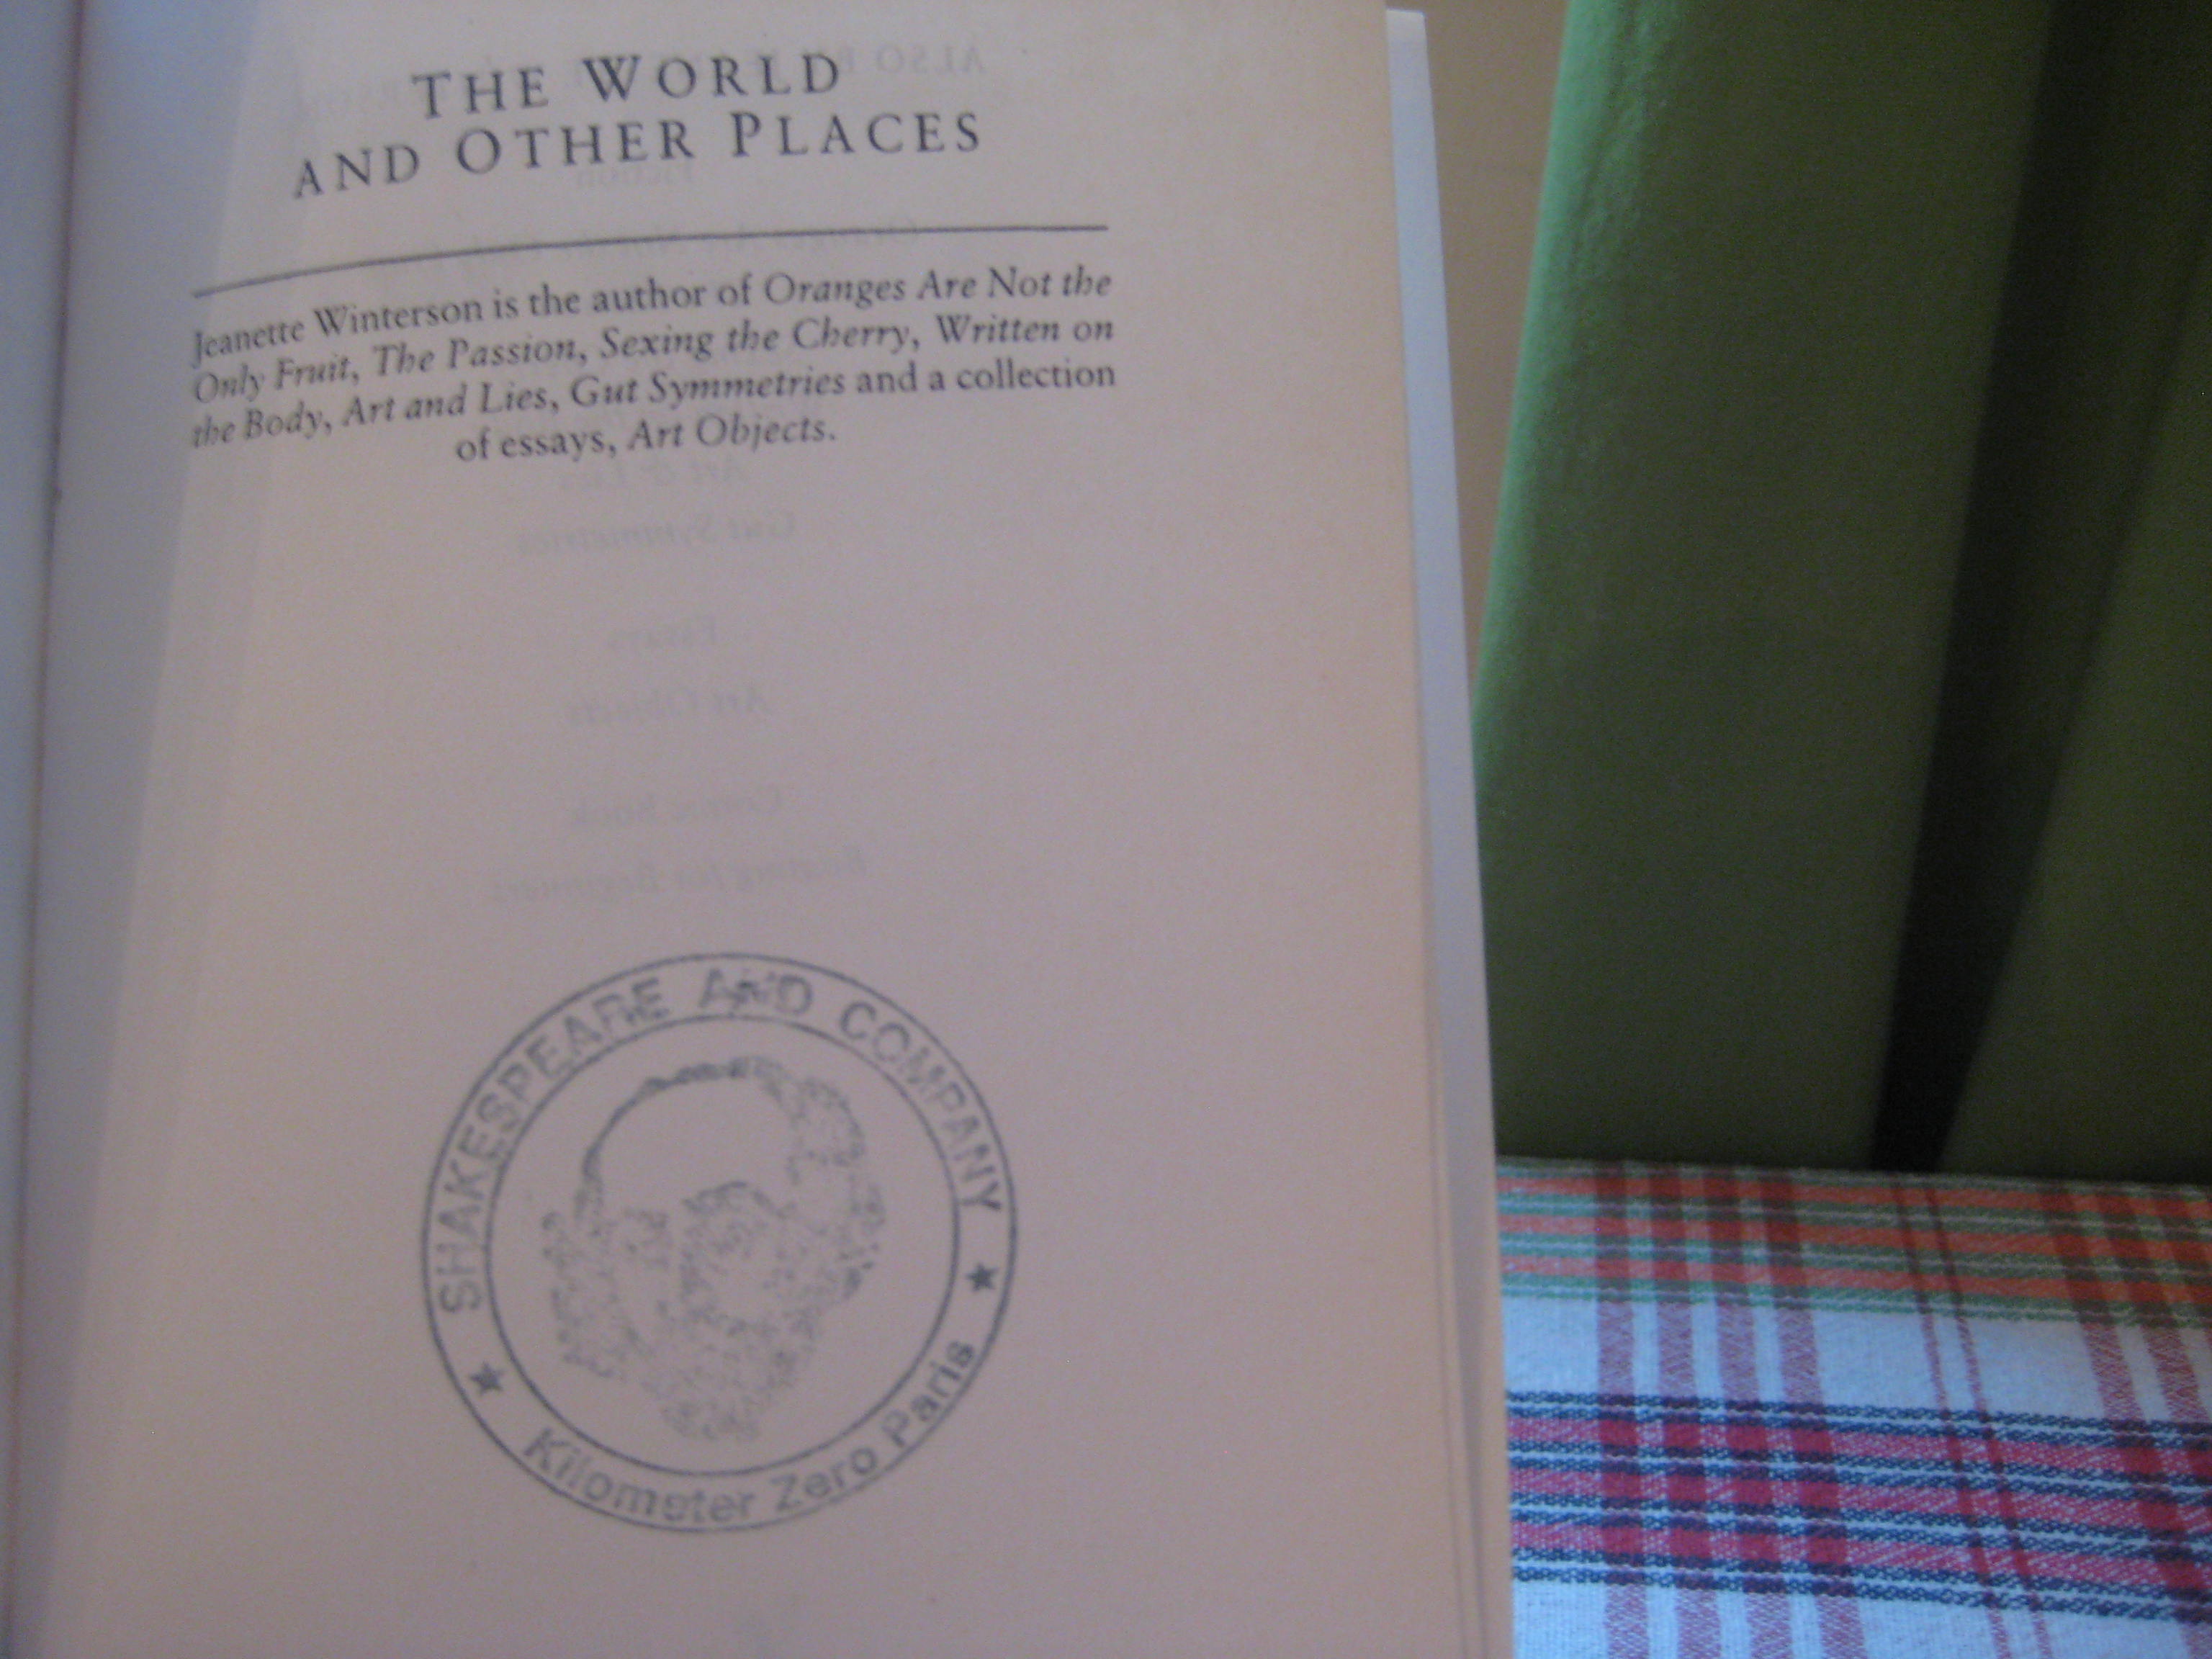 THE WORLD
AND OTHER PLACES
Jeanette Winterson is the author of Oranges Are Not the
Only Fruit, The Passion, Sexing the Cherry, Written on
the Body, Art and Lies, Gut Symmetries and a collection
of essays, Art Objects.
SHAKESPEARE AND COMPANY
Kilometer Zero Paris